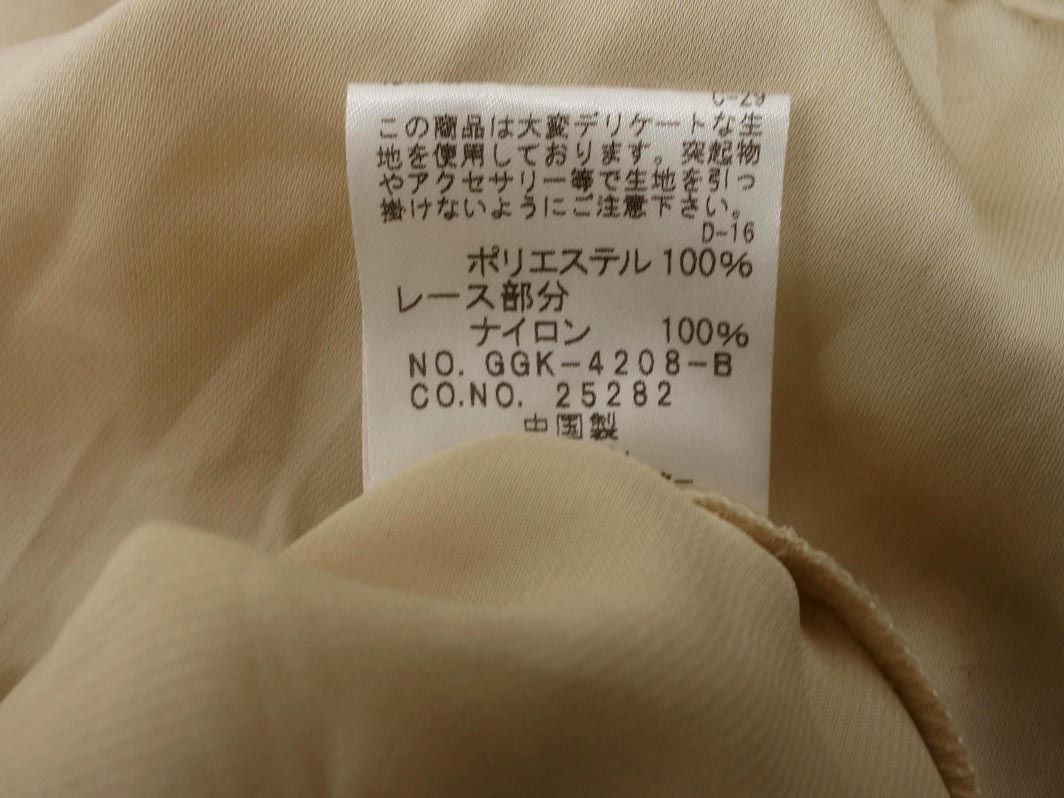 C-29
この商品は大変デリケートな生
地を使用しております。突起物
やアクセサリー等で生地を引っ
掛けないようにご注意下さい。
D-16
ポリエステル 100%
レース部分
ナイロン 100%
NO. GGK-4208-B
CO.NO. 25282
中国製